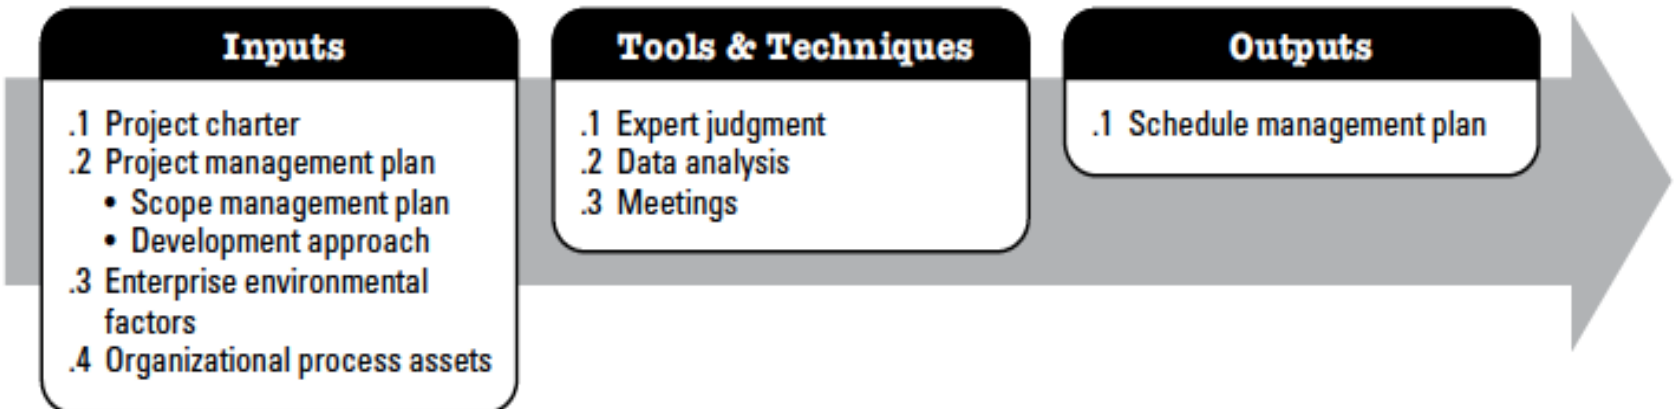 Inputs
.1 Project charter
.2 Project management plan
• Scope management plan
• Development approach
.3 Enterprise environmental
factors
.4 Organizational process assets
Tools & Techniques
.1 Expert judgment
.2 Data analysis
.3 Meetings
Outputs
.1 Schedule management plan